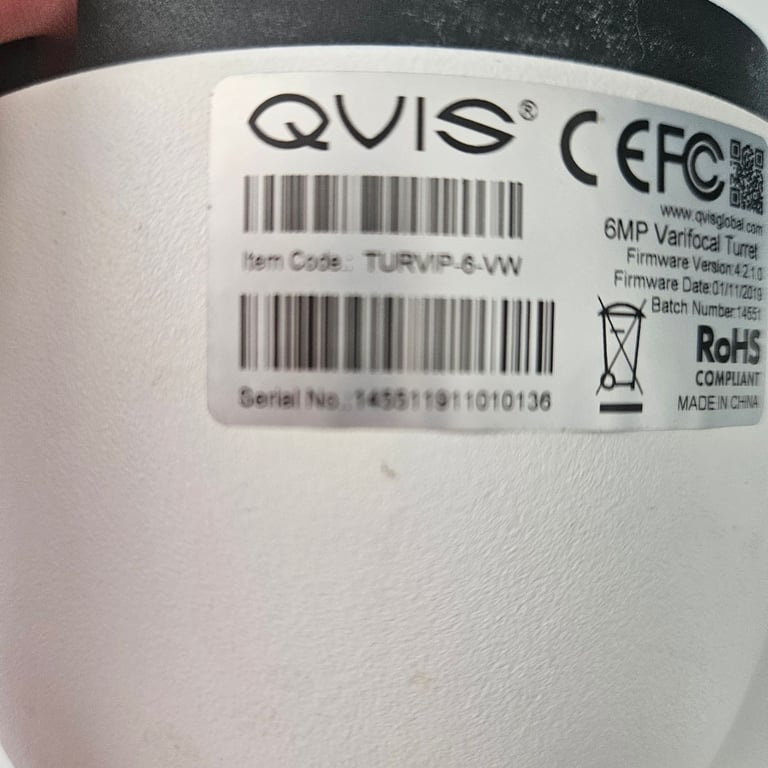 QVIS®
CE FC
www.qvisglobal.com
6MP Varifocal Turret
Item Code.: TURVIP-6-VW
Firmware Version:4.2.1.0
Firmware Date:01/11/2019
Batch Number:14551
RoHS
COMPLIANT
MADE IN CHINA
Serial No.:145511911010136